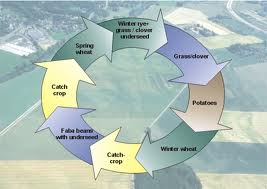 Winter rye+
grass / clover
underseed
Grass/clover
Potatoes
Winter wheat
Catch-
crop
Faba beans
with underseed
Catch
crop
Spring
wheat